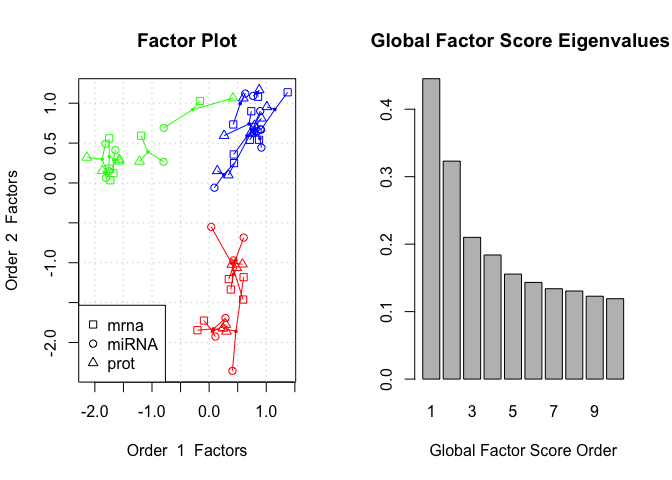 Factor Plot
1.0
0.5
0.0
-1.0
-2.0
Order 2 Factors
mrna
miRNA
prot
-2.0 -1.0 0.0 1.0
Order 1 Factors
Global Factor Score Eigenvalues
0.4
0.3
0.2
0.1
0.0
1 3 5 7 9
Global Factor Score Order